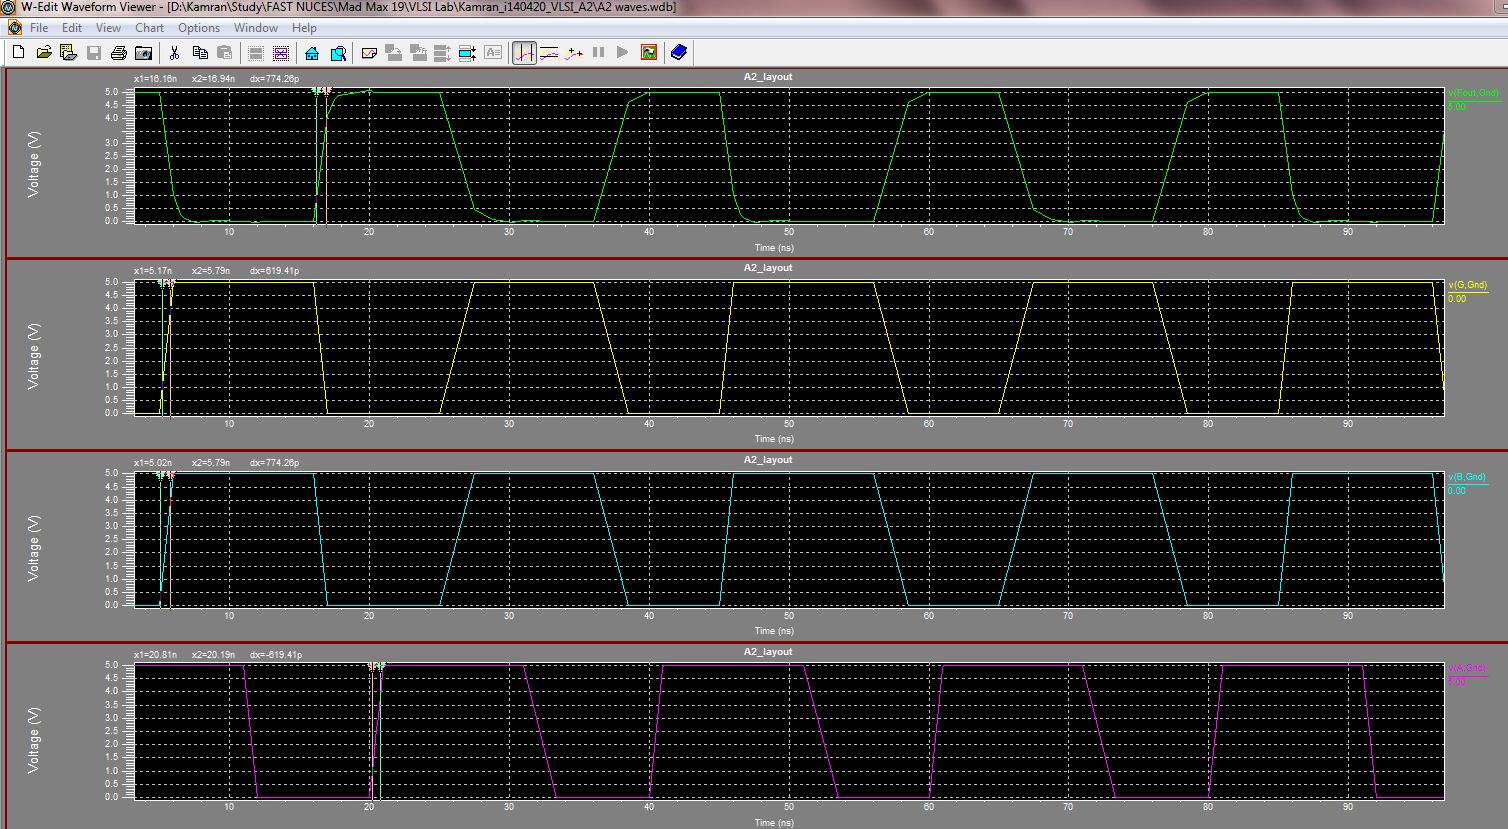 W-Edit Waveform Viewer - [D:\Kamran\Study\FAST NUCES\Mad Max 19\VLSI Lab\Kamran_i140420_VLSI_A2\A2 waves.wdb]
File Edit View Chart Options Window Help
x1=16.16n x2=16.94n dx=774.26p
A2_layout
v(Fout,Gnd)
5.00
Voltage (V)
5.0
4.5
4.0
3.0
2.5
2.0
1.5
1.0
0.5
0.0
10 20 30 40 50 60 70 80 90
Time (ns)
x1=5.17n x2=5.79n dx=619.41p
A2_layout
v(G,Gnd)
0.00
Voltage (V)
5.0
4.5
4.0
3.5
3.0
2.5
2.0
1.5
1.0
0.5
0.0
10 20 30 40 50 60 70 80 90
Time (ns)
x1=5.02n x2=5.79n dx=774.26p
A2_layout
v(B,Gnd)
0.00
Voltage (V)
5.0
4.5
4.0
3.5
3.0
2.5
2.0
1.5
1.0
0.5
0.0
10 20 30 40 50 60 70 80 90
Time (ns)
x1=20.81n x2=20.19n dx=-619.41p
A2_layout
v(A,Gnd)
5.00
Voltage (V)
5.0
4.5
4.0
3.5
3.0
2.5
2.0
1.5
1.0
0.5
0.0
10 20 30 40 50 60 70 80 90
Time (ns)